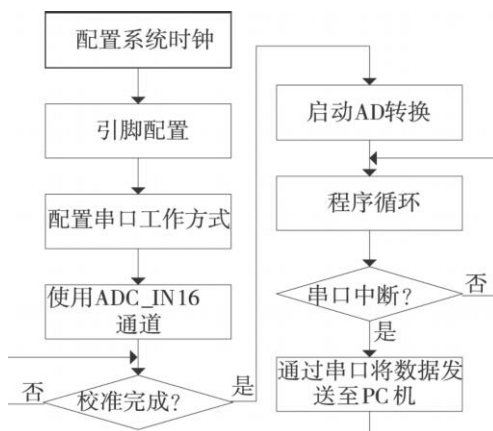 配置系统时钟
引脚配置
配置串口工作方式
使用ADC_IN16
通道
校准完成？
否
是
启动AD转换
程序循环
串口中断？
否
是
通过串口将数据发
送至PC机